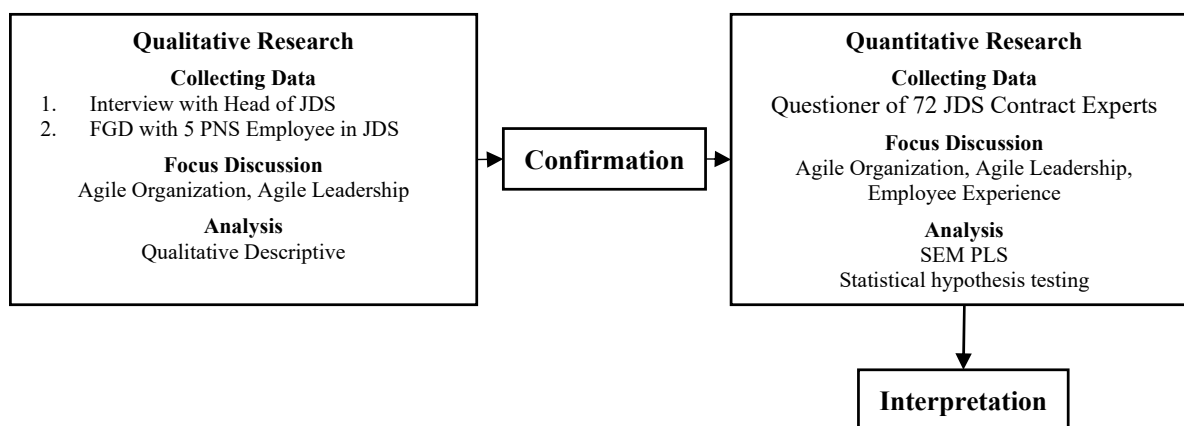 Qualitative Research
Collecting Data
1. Interview with Head of JDS
2. FGD with 5 PNS Employee in JDS
Focus Discussion
Agile Organization, Agile Leadership
Analysis
Qualitative Descriptive
Confirmation
Quantitative Research
Collecting Data
Questioner of 72 JDS Contract Experts
Focus Discussion
Agile Organization, Agile Leadership,
Employee Experience
Analysis
SEM PLS
Statistical hypothesis testing
Interpretation